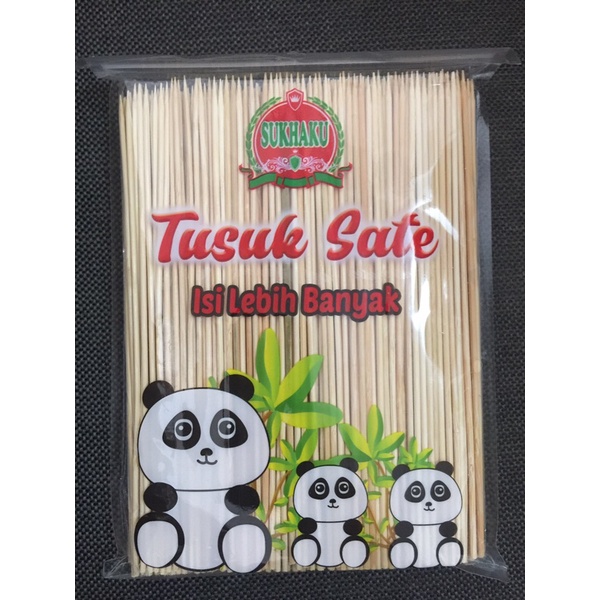 SUKHAKU
Tusuk Sate
Isi Lebih Banyak